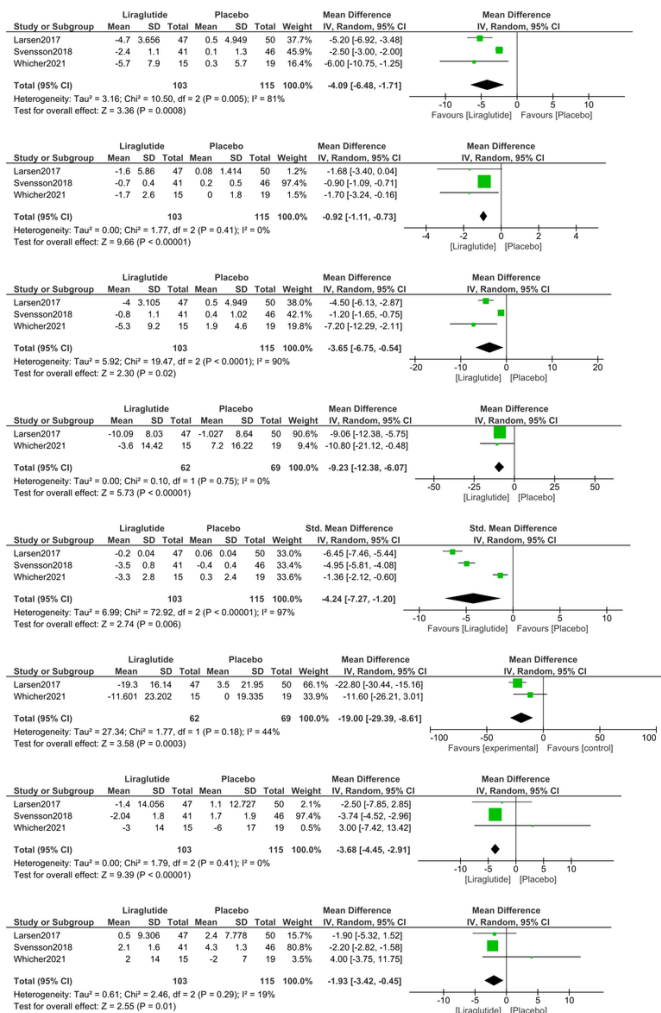 Liraglutide Placebo Mean Difference Mean Difference
Study or Subgroup Mean SD Total Mean SD Total Weight IV, Random, 95% CI IV, Random, 95% CI
Larsen2017 -4.7 3.656 47 0.5 4.949 50 37.7% -5.20 [-6.92, -3.48]
Svensson2018 -2.4 1.1 41 0.1 1.3 46 45.9% -2.50 [-3.00, -2.00]
Whicher2021 -5.7 7.9 15 0.3 5.7 19 16.4% -6.00 [-10.75, -1.25]
Total (95% CI) 103 115 100.0% -4.09 [-6.48, -1.71]
Heterogeneity: Tau² = 3.16; Chi² = 10.50, df = 2 (P = 0.005); I² = 81%
Test for overall effect: Z = 3.36 (P = 0.0008)
-10 -5 0 5 10
Favours [Liraglutide] Favours [Placebo]
Liraglutide Placebo Mean Difference Mean Difference
Study or Subgroup Mean SD Total Mean SD Total Weight IV, Random, 95% CI IV, Random, 95% CI
Larsen2017 -1.6 5.86 47 0.08 1.414 50 1.2% -1.68 [-3.40, 0.04]
Svensson2018 -0.7 0.4 41 0.2 0.5 46 97.4% -0.90 [-1.09, -0.71]
Whicher2021 -1.7 2.6 15 0 1.8 19 1.5% -1.70 [-3.24, -0.16]
Total (95% CI) 103 115 100.0% -0.92 [-1.11, -0.73]
Heterogeneity: Tau² = 0.00; Chi² = 1.77, df = 2 (P = 0.41); I² = 0%
Test for overall effect: Z = 9.66 (P < 0.00001)
-4 -2 0 2 4
[Liraglutide] [Placebo]
Liraglutide Placebo Mean Difference Mean Difference
Study or Subgroup Mean SD Total Mean SD Total Weight IV, Random, 95% CI IV, Random, 95% CI
Larsen2017 -4 3.105 47 0.5 4.949 50 38.0% -4.50 [-6.13, -2.87]
Svensson2018 -0.8 1.1 41 0.4 1.02 46 42.1% -1.20 [-1.65, -0.75]
Whicher2021 -5.3 9.2 15 1.9 4.6 19 19.8% -7.20 [-12.29, -2.11]
Total (95% CI) 103 115 100.0% -3.65 [-6.75, -0.54]
Heterogeneity: Tau² = 5.92; Chi² = 19.47, df = 2 (P < 0.0001); I² = 90%
Test for overall effect: Z = 2.30 (P = 0.02)
-20 -10 0 10 20
[Liraglutide] [Placebo]
Liraglutide Placebo Mean Difference Mean Difference
Study or Subgroup Mean SD Total Mean SD Total Weight IV, Random, 95% CI IV, Random, 95% CI
Larsen2017 -10.09 8.03 47 -1.027 8.64 50 90.6% -9.06 [-12.38, -5.75]
Whicher2021 -3.6 14.42 15 7.2 16.22 19 9.4% -10.80 [-21.12, -0.48]
Total (95% CI) 62 69 100.0% -9.23 [-12.38, -6.07]
Heterogeneity: Tau² = 0.00; Chi² = 0.10, df = 1 (P = 0.75); I² = 0%
Test for overall effect: Z = 5.73 (P < 0.00001)
-50 -25 0 25 50
[Liraglutide] [Placebo]
Liraglutide Placebo Std. Mean Difference Std. Mean Difference
Study or Subgroup Mean SD Total Mean SD Total Weight IV, Random, 95% CI IV, Random, 95% CI
Larsen2017 -0.2 0.04 47 0.06 0.04 50 33.0% -6.45 [-7.46, -5.44]
Svensson2018 -3.5 0.8 41 -0.4 0.4 46 33.4% -4.95 [-5.81, -4.08]
Whicher2021 -3.3 2.8 15 0.3 2.4 19 33.6% -1.36 [-2.12, -0.60]
Total (95% CI) 103 115 100.0% -4.24 [-7.27, -1.20]
Heterogeneity: Tau² = 6.99; Chi² = 72.92, df = 2 (P < 0.00001); I² = 97%
Test for overall effect: Z = 2.74 (P = 0.006)
-10 -5 0 5 10
Favours [Liraglutide] Favours [Placebo]
Liraglutide Placebo Mean Difference Mean Difference
Study or Subgroup Mean SD Total Mean SD Total Weight IV, Random, 95% CI IV, Random, 95% CI
Larsen2017 -19.3 16.14 47 3.5 21.95 50 66.1% -22.80 [-30.44, -15.16]
Whicher2021 -11.601 23.202 15 0 19.335 19 33.9% -11.60 [-26.21, 3.01]
Total (95% CI) 62 69 100.0% -19.00 [-29.39, -8.61]
Heterogeneity: Tau² = 27.34; Chi² = 1.77, df = 1 (P = 0.18); I² = 44%
Test for overall effect: Z = 3.58 (P = 0.0003)
-100 -50 0 50 100
Favours [experimental] Favours [control]
Liraglutide Placebo Mean Difference Mean Difference
Study or Subgroup Mean SD Total Mean SD Total Weight IV, Random, 95% CI IV, Random, 95% CI
Larsen2017 -1.4 14.056 47 1.1 12.727 50 2.1% -2.50 [-7.85, 2.85]
Svensson2018 -2.04 1.8 41 1.7 1.9 46 97.4% -3.74 [-4.52, -2.96]
Whicher2021 -3 14 15 -6 17 19 0.5% 3.00 [-7.42, 13.42]
Total (95% CI) 103 115 100.0% -3.68 [-4.45, -2.91]
Heterogeneity: Tau² = 0.00; Chi² = 1.79, df = 2 (P = 0.41); I² = 0%
Test for overall effect: Z = 9.39 (P < 0.00001)
-10 -5 0 5 10
[Liraglutide] [Placebo]
Liraglutide Placebo Mean Difference Mean Difference
Study or Subgroup Mean SD Total Mean SD Total Weight IV, Random, 95% CI IV, Random, 95% CI
Larsen2017 0.5 9.306 47 2.4 7.778 50 15.7% -1.90 [-5.32, 1.52]
Svensson2018 2.1 1.6 41 4.3 1.3 46 80.8% -2.20 [-2.82, -1.58]
Whicher2021 2 14 15 -2 7 19 3.5% 4.00 [-3.75, 11.75]
Total (95% CI) 103 115 100.0% -1.93 [-3.42, -0.45]
Heterogeneity: Tau² = 0.61; Chi² = 2.46, df = 2 (P = 0.29); I² = 19%
Test for overall effect: Z = 2.55 (P = 0.01)
-10 -5 0 5 10
[Liraglutide] [Placebo]